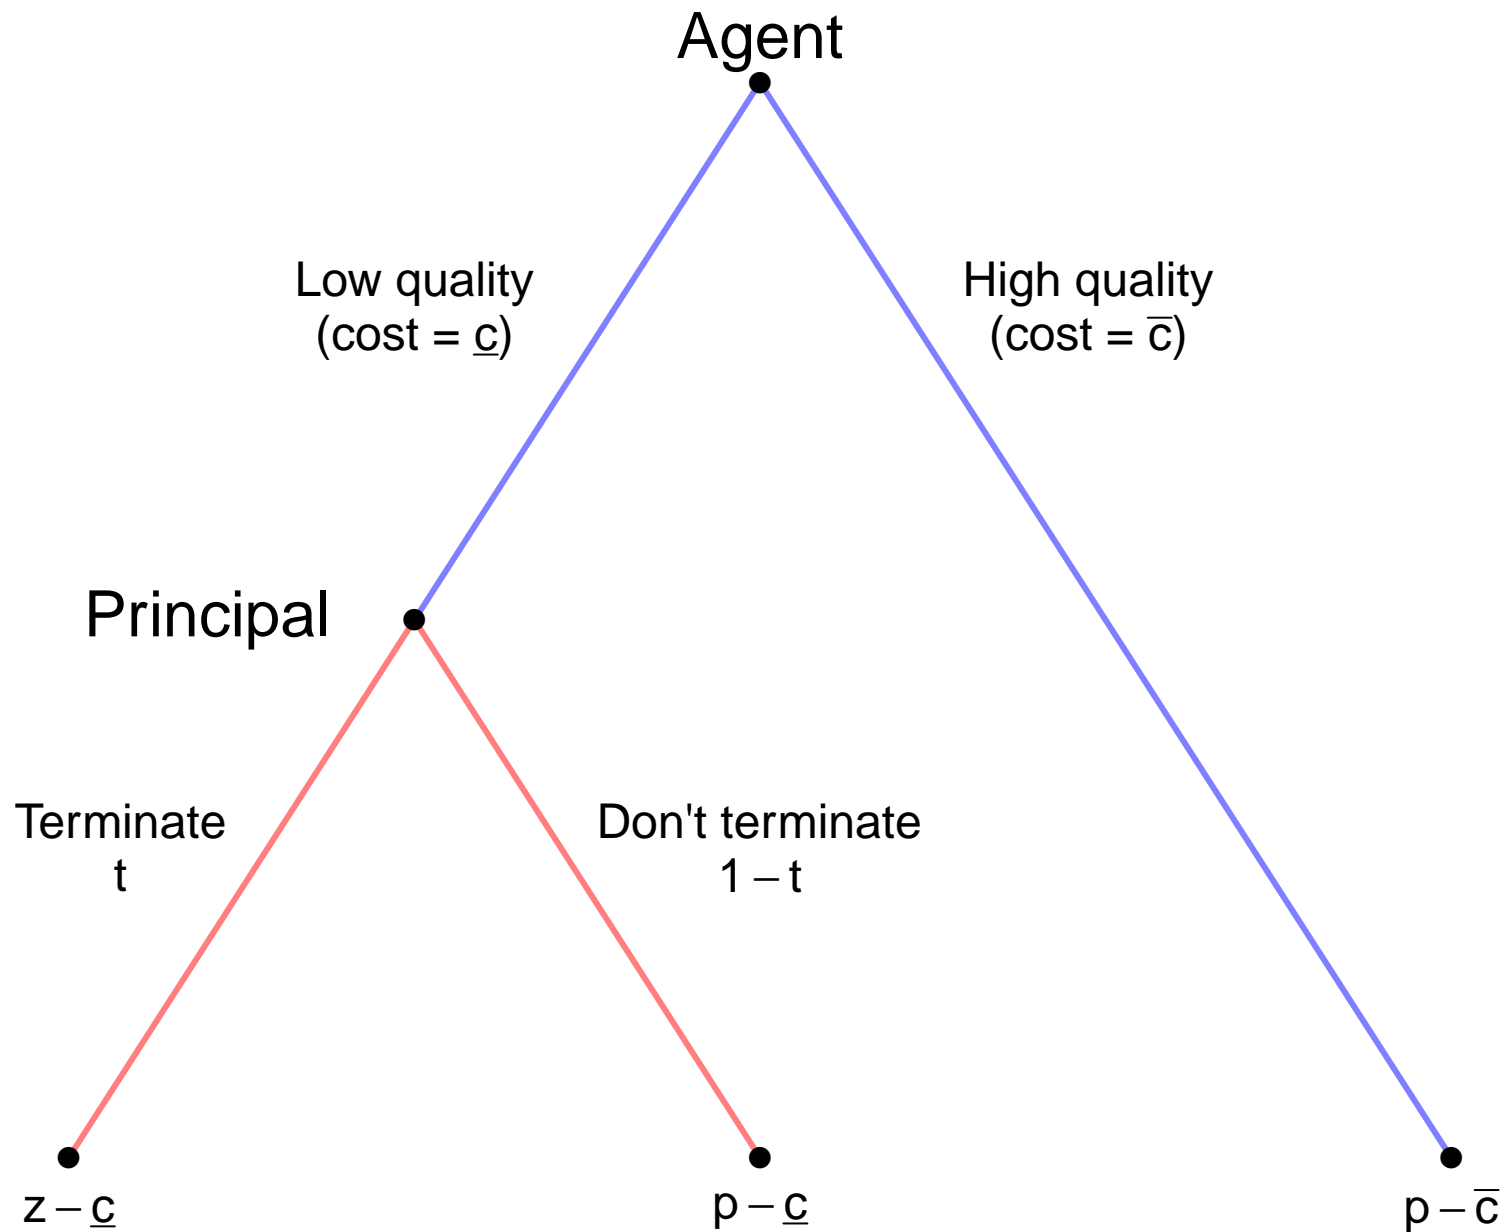 Agent
Low quality
(cost = c̲)
High quality
(cost = c̅)
Principal
Terminate
t
Don't terminate
1 – t
z – c̲
p – c̲
p – c̅